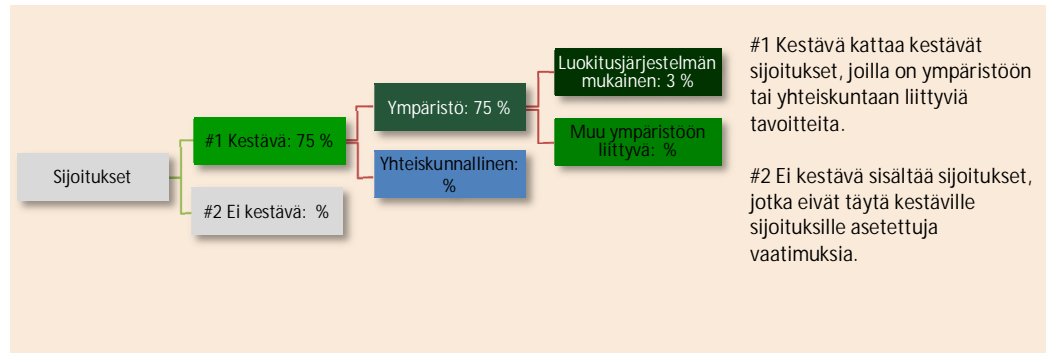 Sijoitukset
#1 Kestävä: 75 %
#2 Ei kestävä:  %
Ympäristö: 75 %
Yhteiskunnallinen:
%
Luokitusjärjestelmän
mukainen: 3 %
Muu ympäristöön
liittyvä:  %
#1 Kestävä kattaa kestävät
sijoitukset, joilla on ympäristöön
tai yhteiskuntaan liittyviä
tavoitteita.
#2 Ei kestävä sisältää sijoitukset,
jotka eivät täytä kestäville
sijoituksille asetettuja
vaatimuksia.